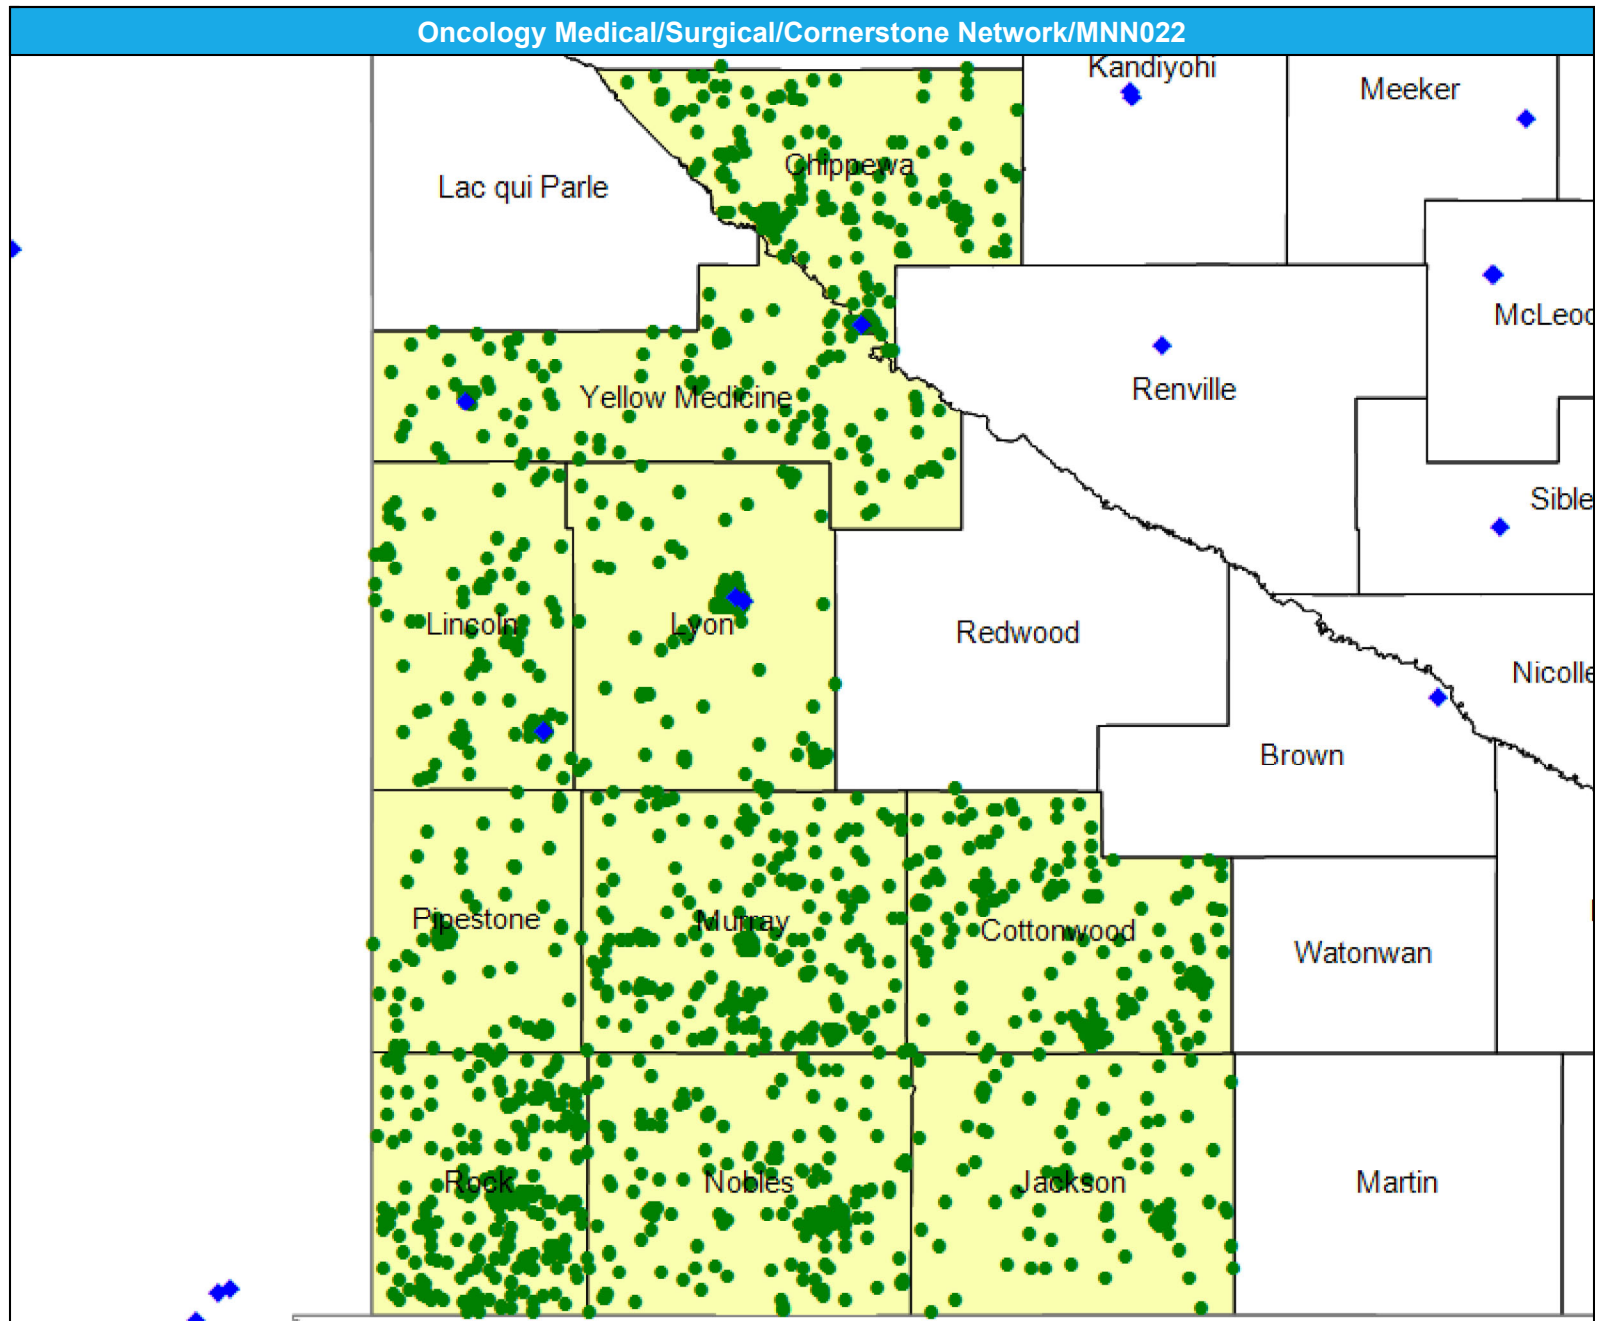 Oncology Medical/Surgical/Cornerstone Network/MNN022
Kandiyohi
Meeker
Chippewa
Lac qui Parle
McLeod
Renville
Yellow Medicine
Sible
Lincoln
Lyon
Redwood
Nicolle
Brown
Pipestone
Murray
Cottonwood
Watonwan
Rock
Nobles
Jackson
Martin